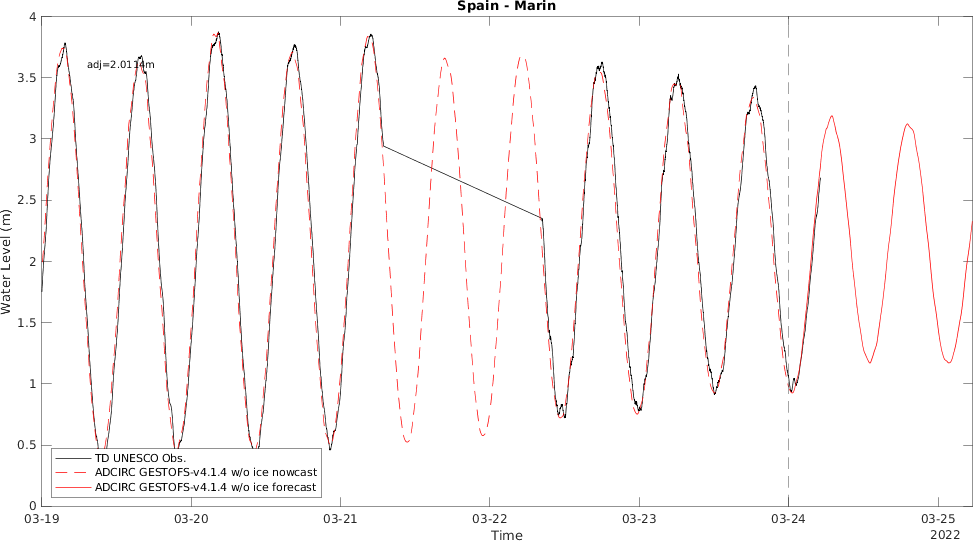 Spain - Marin
adj=2.0114m
4
3.5
3
2.5
2
1.5
1
0.5
0
Water Level (m)
TD UNESCO Obs.
ADCIRC GESTOFS-v4.1.4 w/o ice nowcast
ADCIRC GESTOFS-v4.1.4 w/o ice forecast
03-19 03-20 03-21 03-22 03-23 03-24 03-25
Time
2022